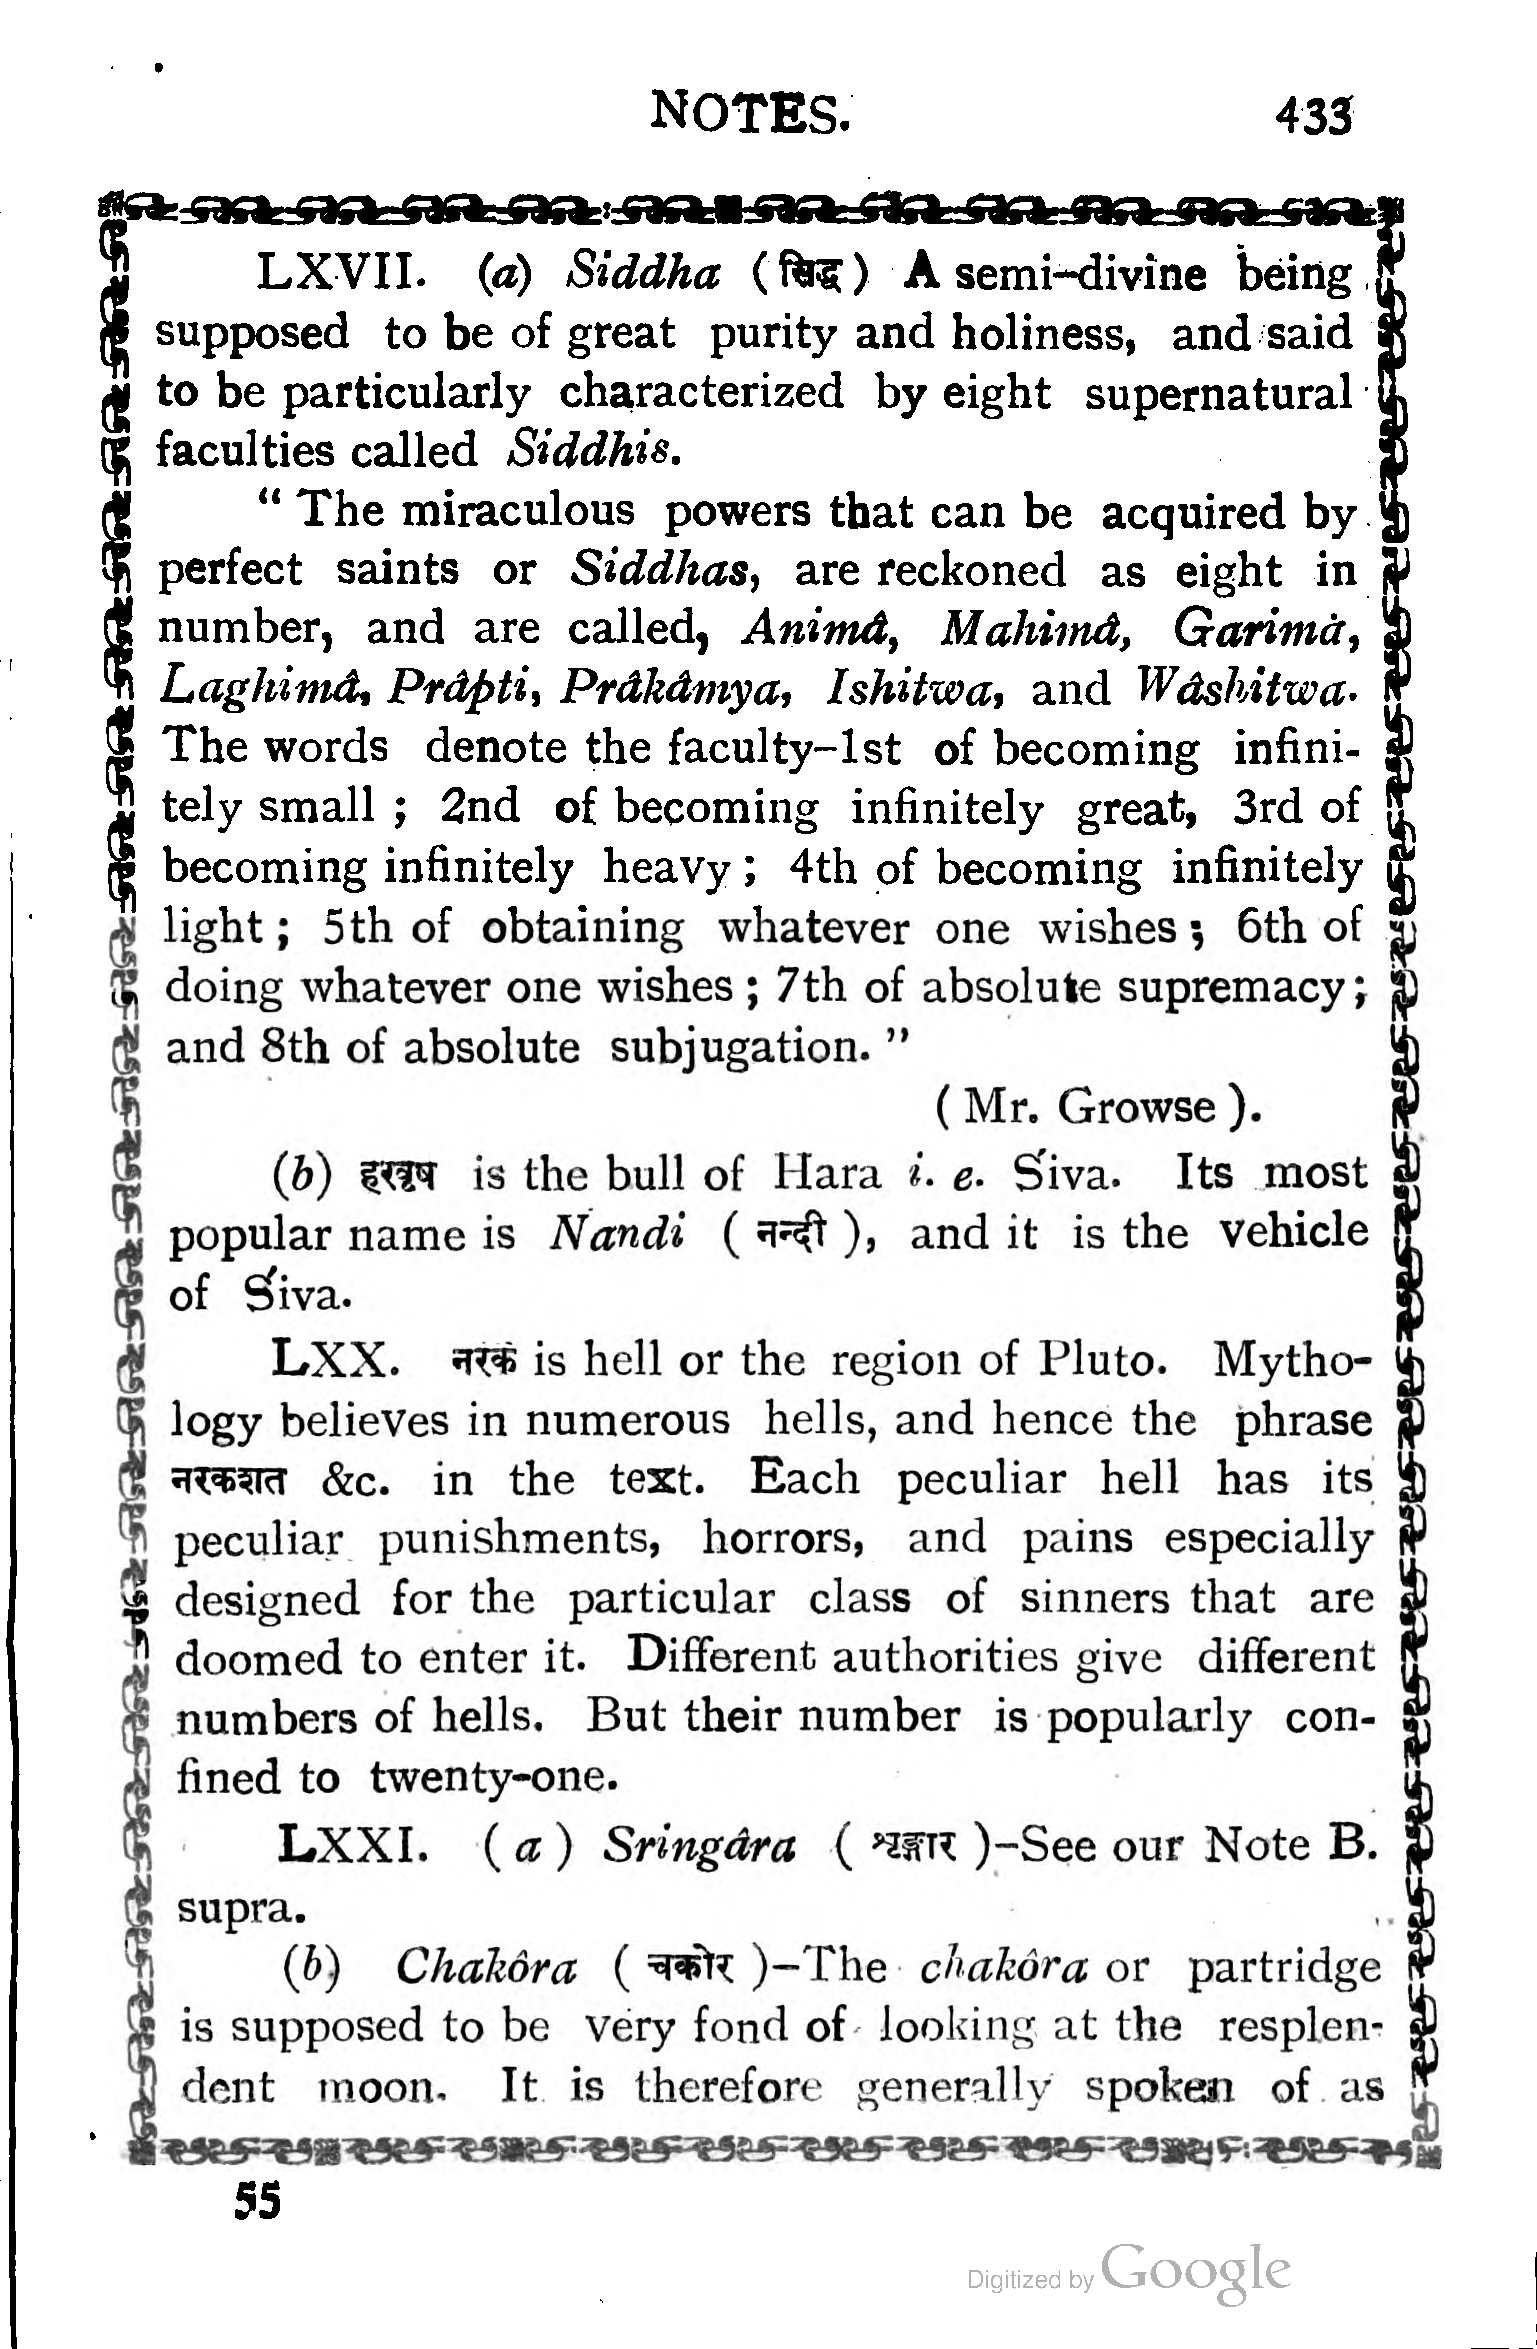 NOTES. 433
LXVII. (a) Siddha ( सिद्ध ) A semi-divine being
supposed to be of great purity and holiness, and said
to be particularly characterized by eight supernatural
faculties called Siddhis.
“ The miraculous powers that can be acquired by
perfect saints or Siddhas, are reckoned as eight in
number, and are called, Animâ, Mahimâ, Garimà,
Laghimâ, Prâpti, Prâkâmya, Ishitwa, and Wâshitwa.
The words denote the faculty-1st of becoming infini-
tely small ; 2nd of becoming infinitely great, 3rd of
becoming infinitely heavy ; 4th of becoming infinitely
light ; 5th of obtaining whatever one wishes ; 6th of
doing whatever one wishes ; 7th of absolute supremacy ;
and 8th of absolute subjugation. ”
( Mr. Growse ).
(b) हरवृष is the bull of Hara i. e. Śiva. Its most
popular name is Nandi ( नन्दी ), and it is the vehicle
of Śiva.
LXX. नरक is hell or the region of Pluto. Mytho-
logy believes in numerous hells, and hence the phrase
नरकशत &c. in the text. Each peculiar hell has its
peculiar punishments, horrors, and pains especially
designed for the particular class of sinners that are
doomed to enter it. Different authorities give different
numbers of hells. But their number is popularly con-
fined to twenty-one.
LXXI. ( a ) Sringâra ( शृङ्गार )-See our Note B.
supra.
(b) Chakôra ( चकोर )-The chakôra or partridge
is supposed to be very fond of looking at the resplen-
dent moon. It is therefore generally spoken of as
55
Digitized by Google